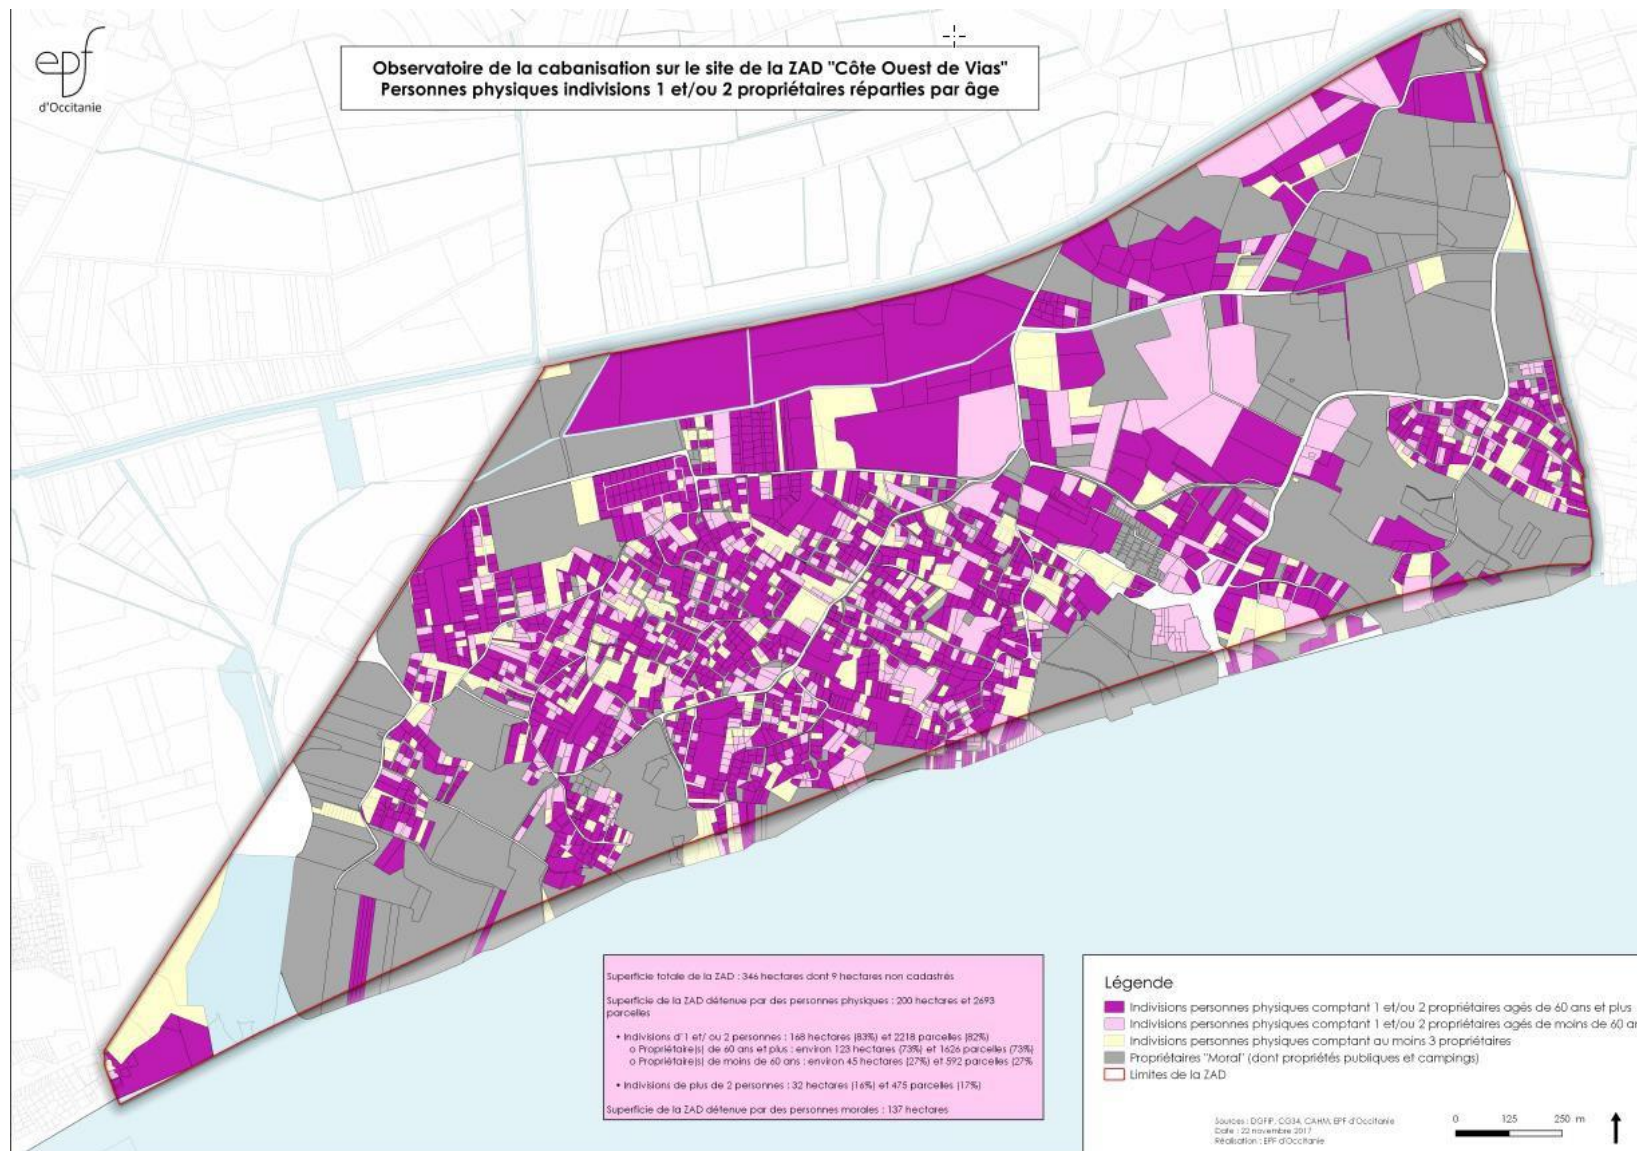 epf
d'Occitanie
Observatoire de la cabanisation sur le site de la ZAD "Côte Ouest de Vias"
Personnes physiques indivisions 1 et/ou 2 propriétaires réparties par âge
Superficie totale de la ZAD : 346 hectares dont 9 hectares non cadastrés
Superficie de la ZAD détenue par des personnes physiques : 200 hectares et 2693
parcelles
• Indivisions d'1 et/ ou 2 personnes : 168 hectares (83%) et 2218 parcelles (82%)
o Propriétaire(s) de 60 ans et plus : environ 123 hectares (73%) et 1626 parcelles (73%)
o Propriétaire(s) de moins de 60 ans : environ 45 hectares (27%) et 592 parcelles (27%
• Indivisions de plus de 2 personnes : 32 hectares (16%) et 475 parcelles (17%)
Superficie de la ZAD détenue par des personnes morales : 137 hectares
Légende
Indivisions personnes physiques comptant 1 et/ou 2 propriétaires agés de 60 ans et plus
Indivisions personnes physiques comptant 1 et/ou 2 propriétaires agés de moins de 60 an
Indivisions personnes physiques comptant au moins 3 propriétaires
Propriétaires "Moral" (dont propriétés publiques et campings)
Limites de la ZAD
Sources : DGFIP, CG34, CAHM, EPF d'Occitanie
Date : 22 novembre 2017
Réalisation : EPF d'Occitanie
0 125 250 m